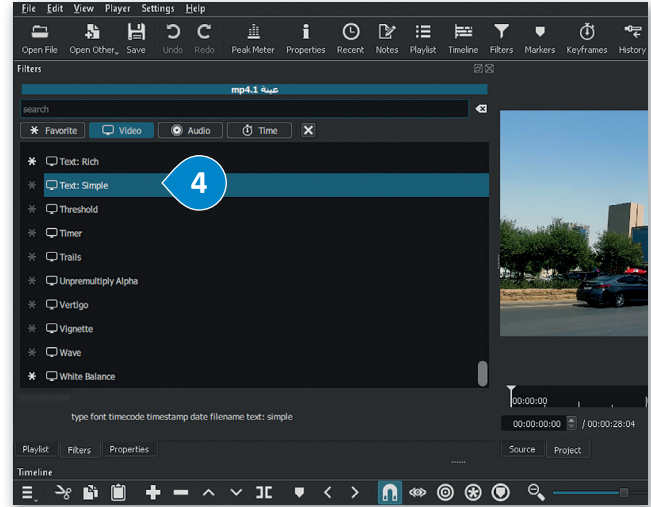 File Edit View Player Settings Help
Open File Open Other... Save Undo Redo Peak Meter Properties Recent Notes Playlist Timeline Filters Markers Keyframes History
Filters
عينة 1.mp4
search
Favorite Video Audio Time
Text: Rich
Text: Simple
4
Threshold
Timer
Trails
Unpremultiply Alpha
Vertigo
Vignette
Wave
White Balance
00:00:00
type font timecode timestamp date filename text: simple
00:00:00:00 / 00:00:28:04
Playlist Filters Properties
Source Project
Timeline